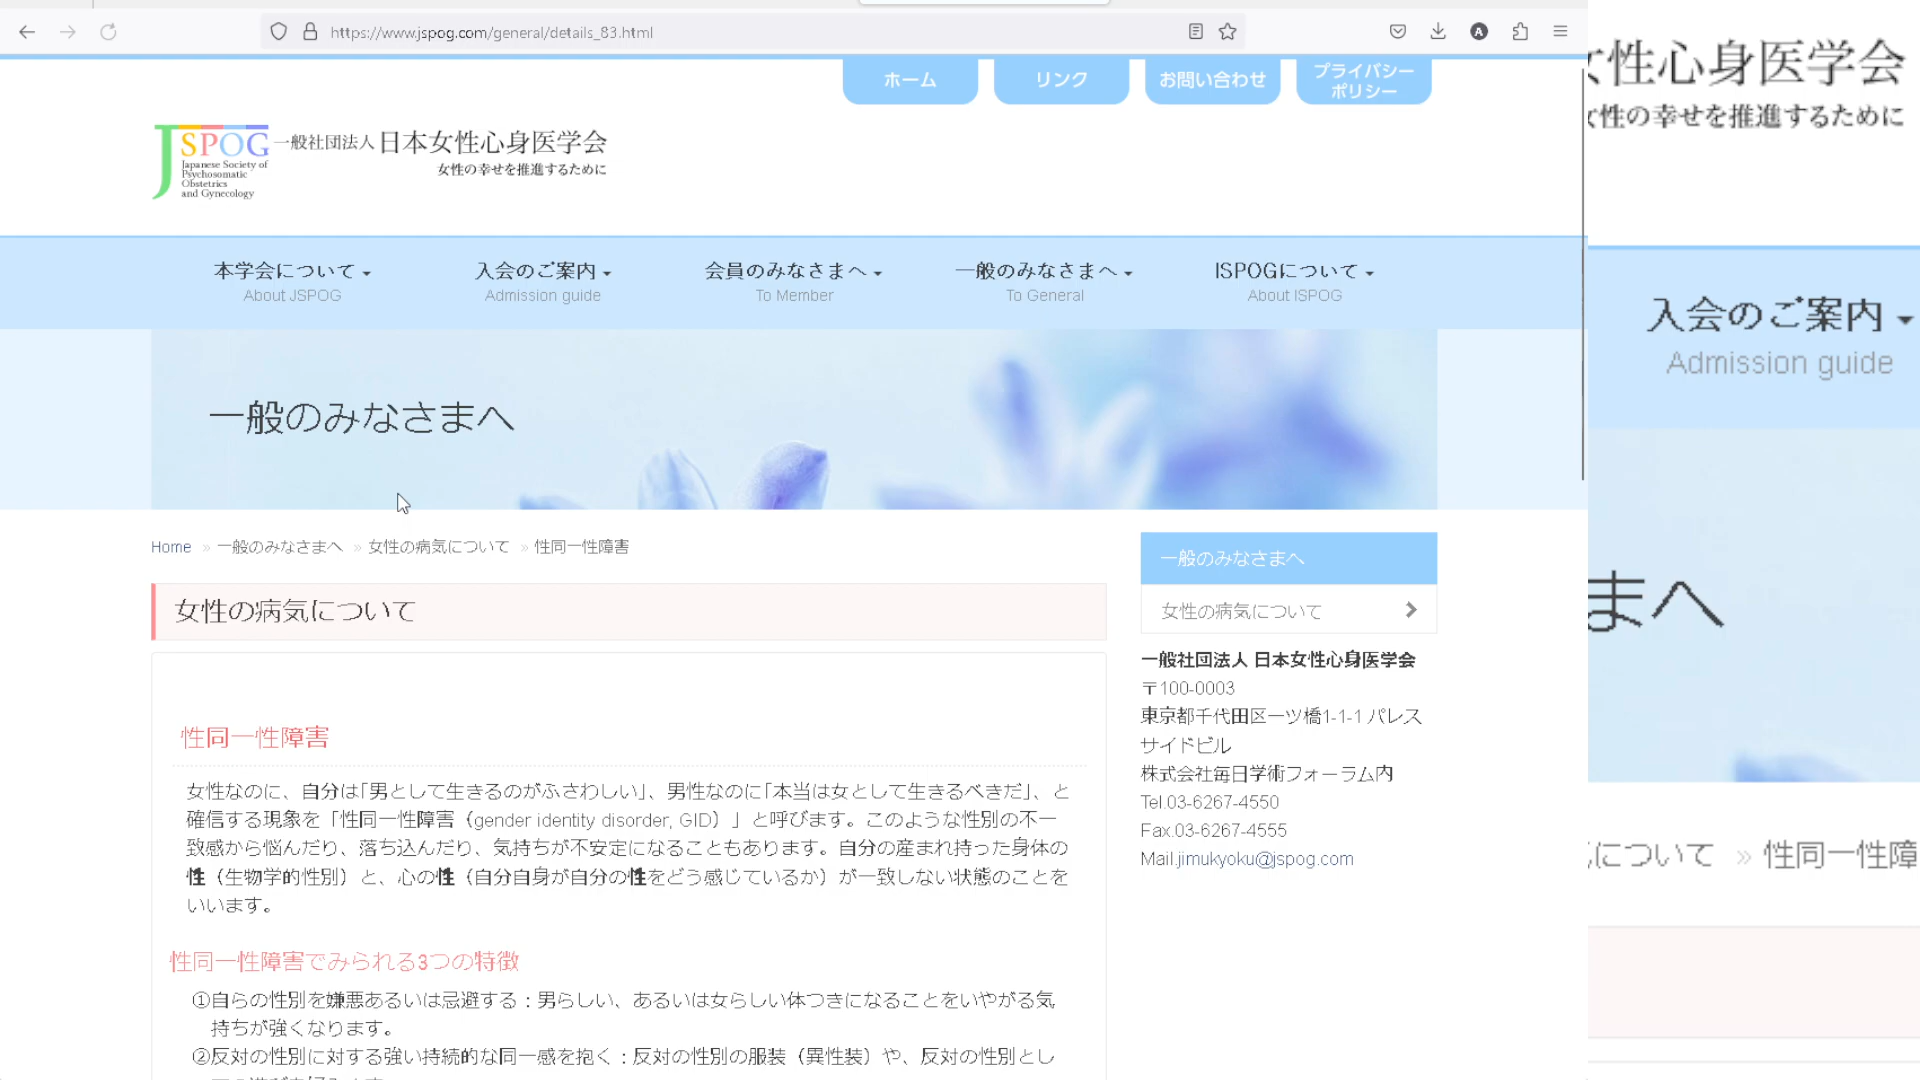 https://www.jspog.com/general/details_83.html
ホーム
リンク
お問い合わせ
プライバシー
ポリシー
JSPOG
Japanese Society of
Psychosomatic
Obstetrics
and Gynecology
一般社団法人 日本女性心身医学会
女性の幸せを推進するために
本学会について
About JSPOG
入会のご案内
Admission guide
会員のみなさまへ
To Member
一般のみなさまへ
To General
ISPOGについて
About ISPOG
一般のみなさまへ
Home » 一般のみなさまへ » 女性の病気について » 性同一性障害
女性の病気について
性同一性障害
女性なのに、自分は「男として生きるのがふさわしい」、男性なのに「本当は女として生きるべきだ」、と
確信する現象を「性同一性障害（gender identity disorder, GID）」と呼びます。このような性別の不一
致感から悩んだり、落ち込んだり、気持ちが不安定になることもあります。自分の産まれ持った身体の
性（生物学的性別）と、心の性（自分自身が自分の性をどう感じているか）が一致しない状態のことを
いいます。
性同一性障害でみられる3つの特徴
①自らの性別を嫌悪あるいは忌避する：男らしい、あるいは女らしい体つきになることをいやがる気
持ちが強くなります。
②反対の性別に対する強い持続的な同一感を抱く：反対の性別の服装（異性装）や、反対の性別とし
一般のみなさまへ
女性の病気について
一般社団法人 日本女性心身医学会
〒100-0003
東京都千代田区一ツ橋1-1-1 パレス
サイドビル
株式会社毎日学術フォーラム内
Tel.03-6267-4550
Fax.03-6267-4555
Mail.jimukyoku@jspog.com
性心身医学会
性の幸せを推進するために
入会のご案内
Admission guide
まへ
について » 性同一性障